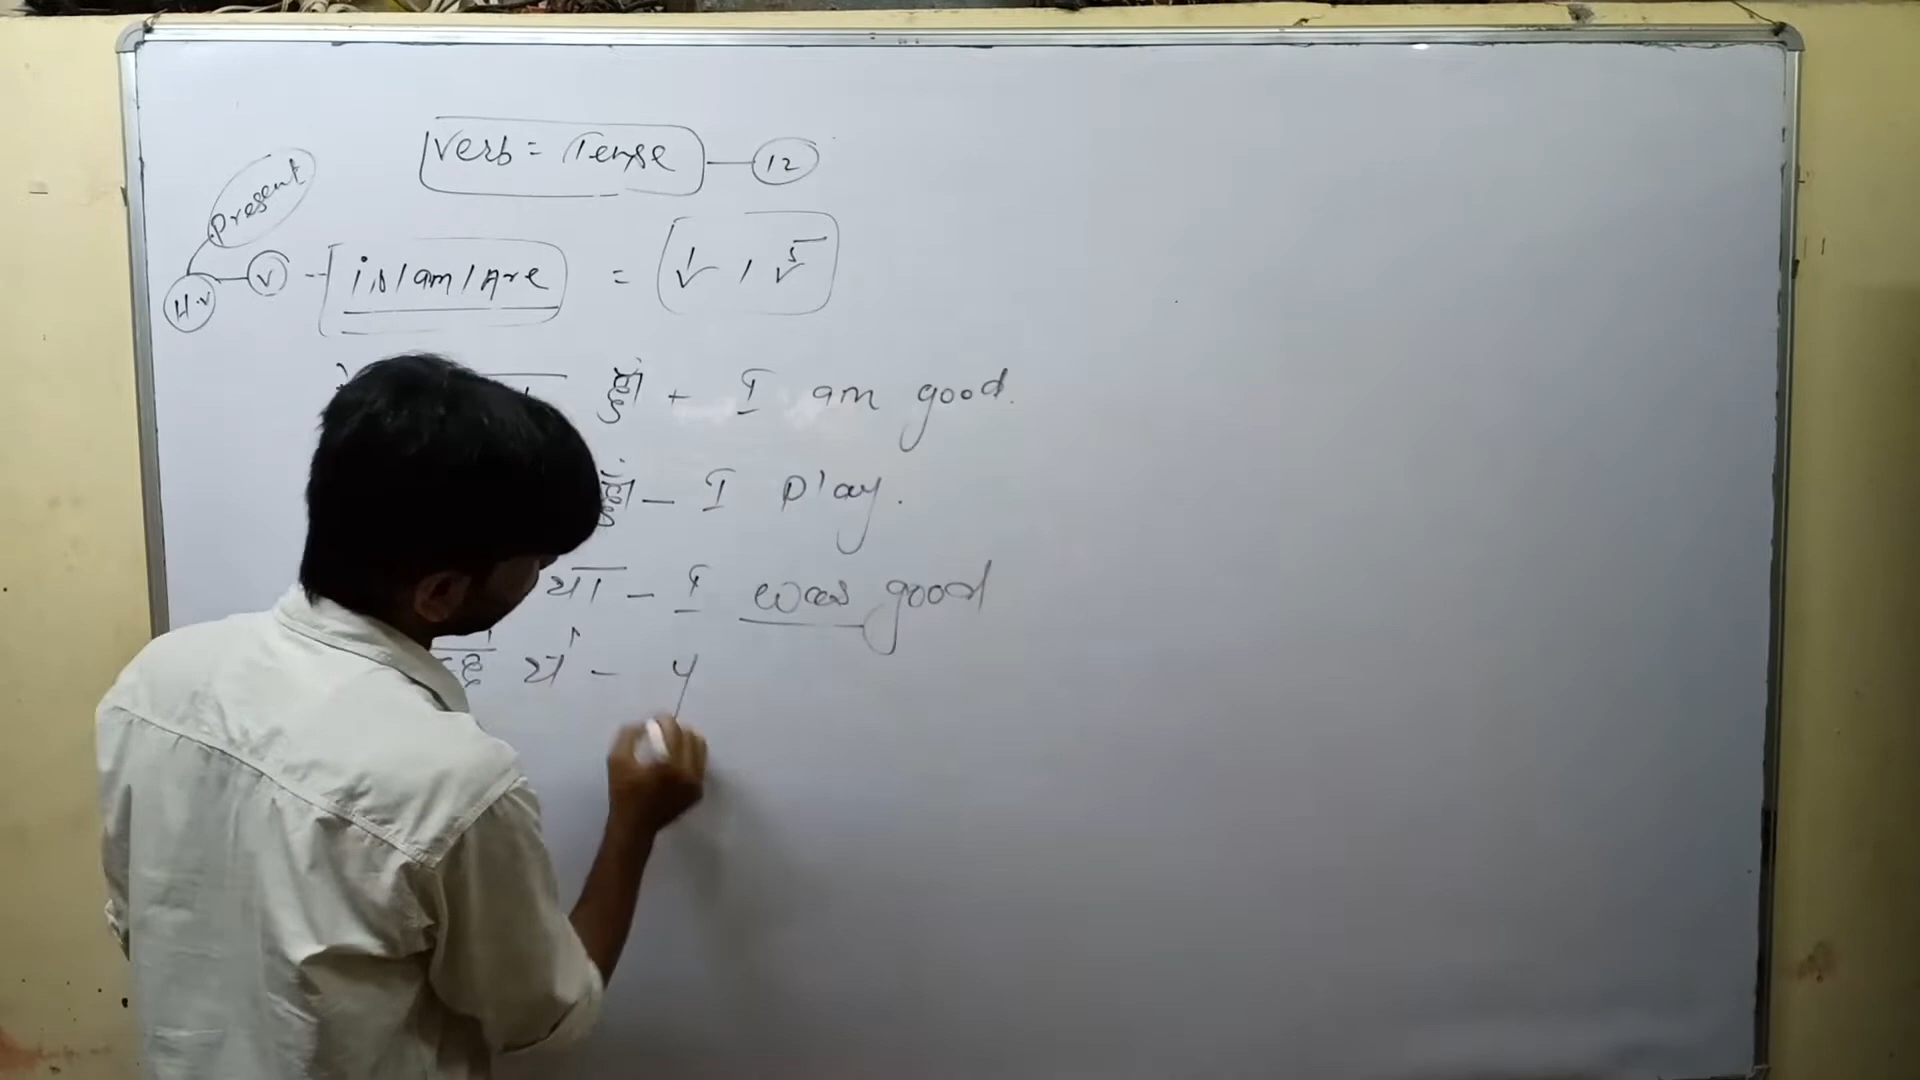 Verb = Tense — 12
Present
H.v — V -- is/am/Are = V¹ / V⁵
हूँ + I am good.
हूँ – I play.
था – I was good
थे – y